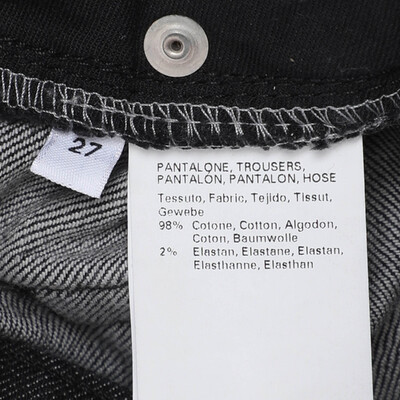 27
PANTALONE, TROUSERS,
PANTALÓN, PANTALON, HOSE
Tessuto, Fabric, Tejido, Tissut,
Gewebe
98% Cotone, Cotton, Algodon,
Coton, Baumwolle
2% Elastan, Elastane, Elastan,
Elasthanne, Elasthan